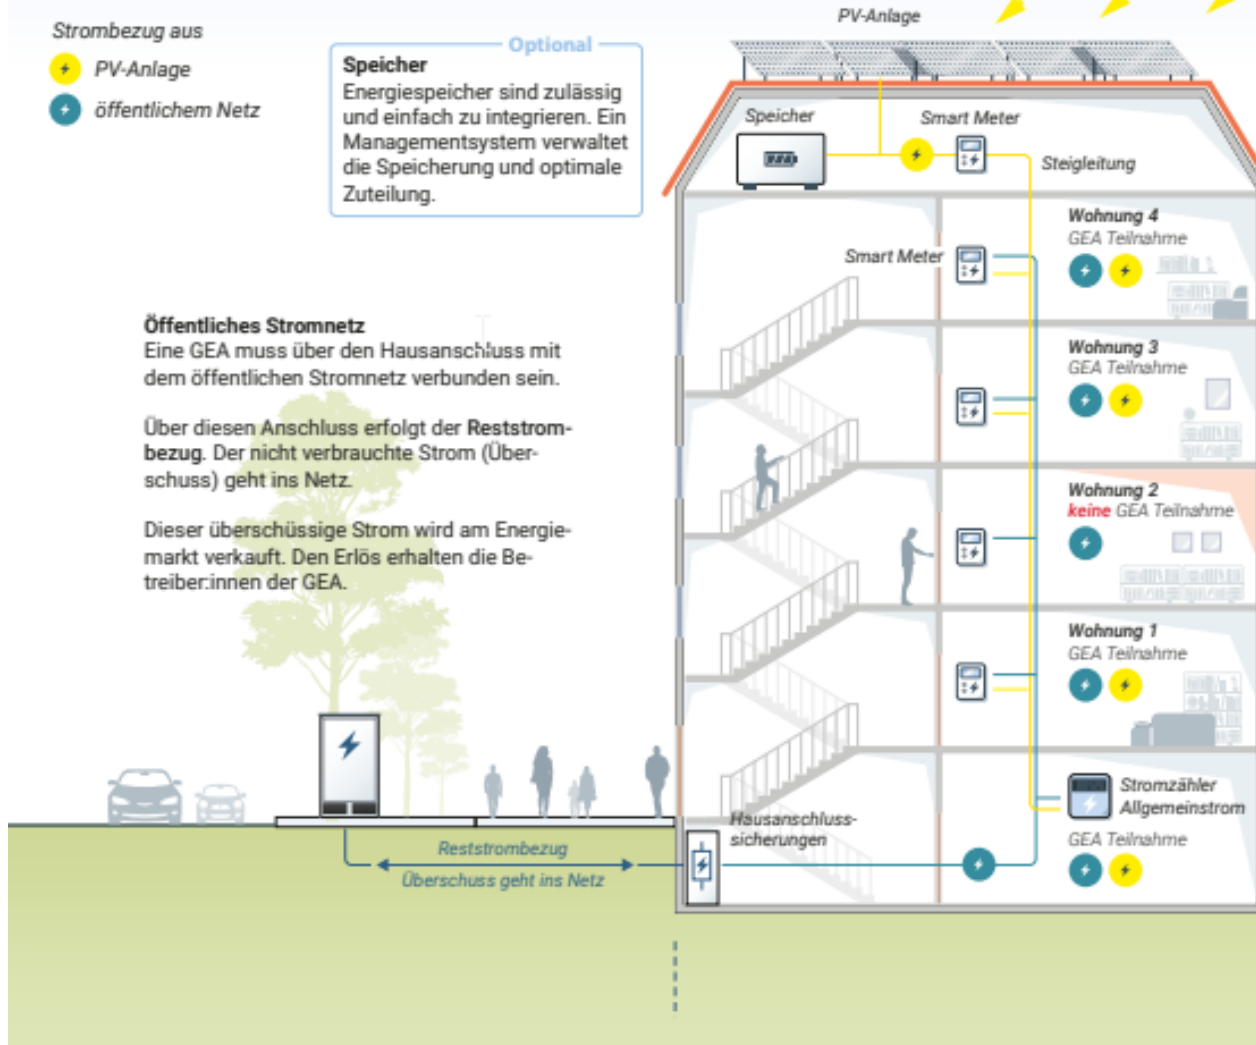 Strombezug aus
PV-Anlage
öffentlichem Netz
Optional
Speicher
Energiespeicher sind zulässig
und einfach zu integrieren. Ein
Managementsystem verwaltet
die Speicherung und optimale
Zuteilung.
Öffentliches Stromnetz
Eine GEA muss über den Hausanschluss mit
dem öffentlichen Stromnetz verbunden sein.
Über diesen Anschluss erfolgt der Reststrom-
bezug. Der nicht verbrauchte Strom (Über-
schuss) geht ins Netz.
Dieser überschüssige Strom wird am Energie-
markt verkauft. Den Erlös erhalten die Be-
treiber:innen der GEA.
PV-Anlage
Speicher
Smart Meter
Steigleitung
Wohnung 4
GEA Teilnahme
Smart Meter
Wohnung 3
GEA Teilnahme
Wohnung 2
keine GEA Teilnahme
Wohnung 1
GEA Teilnahme
Stromzähler
Allgemeinstrom
GEA Teilnahme
Hausanschluss-
sicherungen
Reststrombezug
Überschuss geht ins Netz